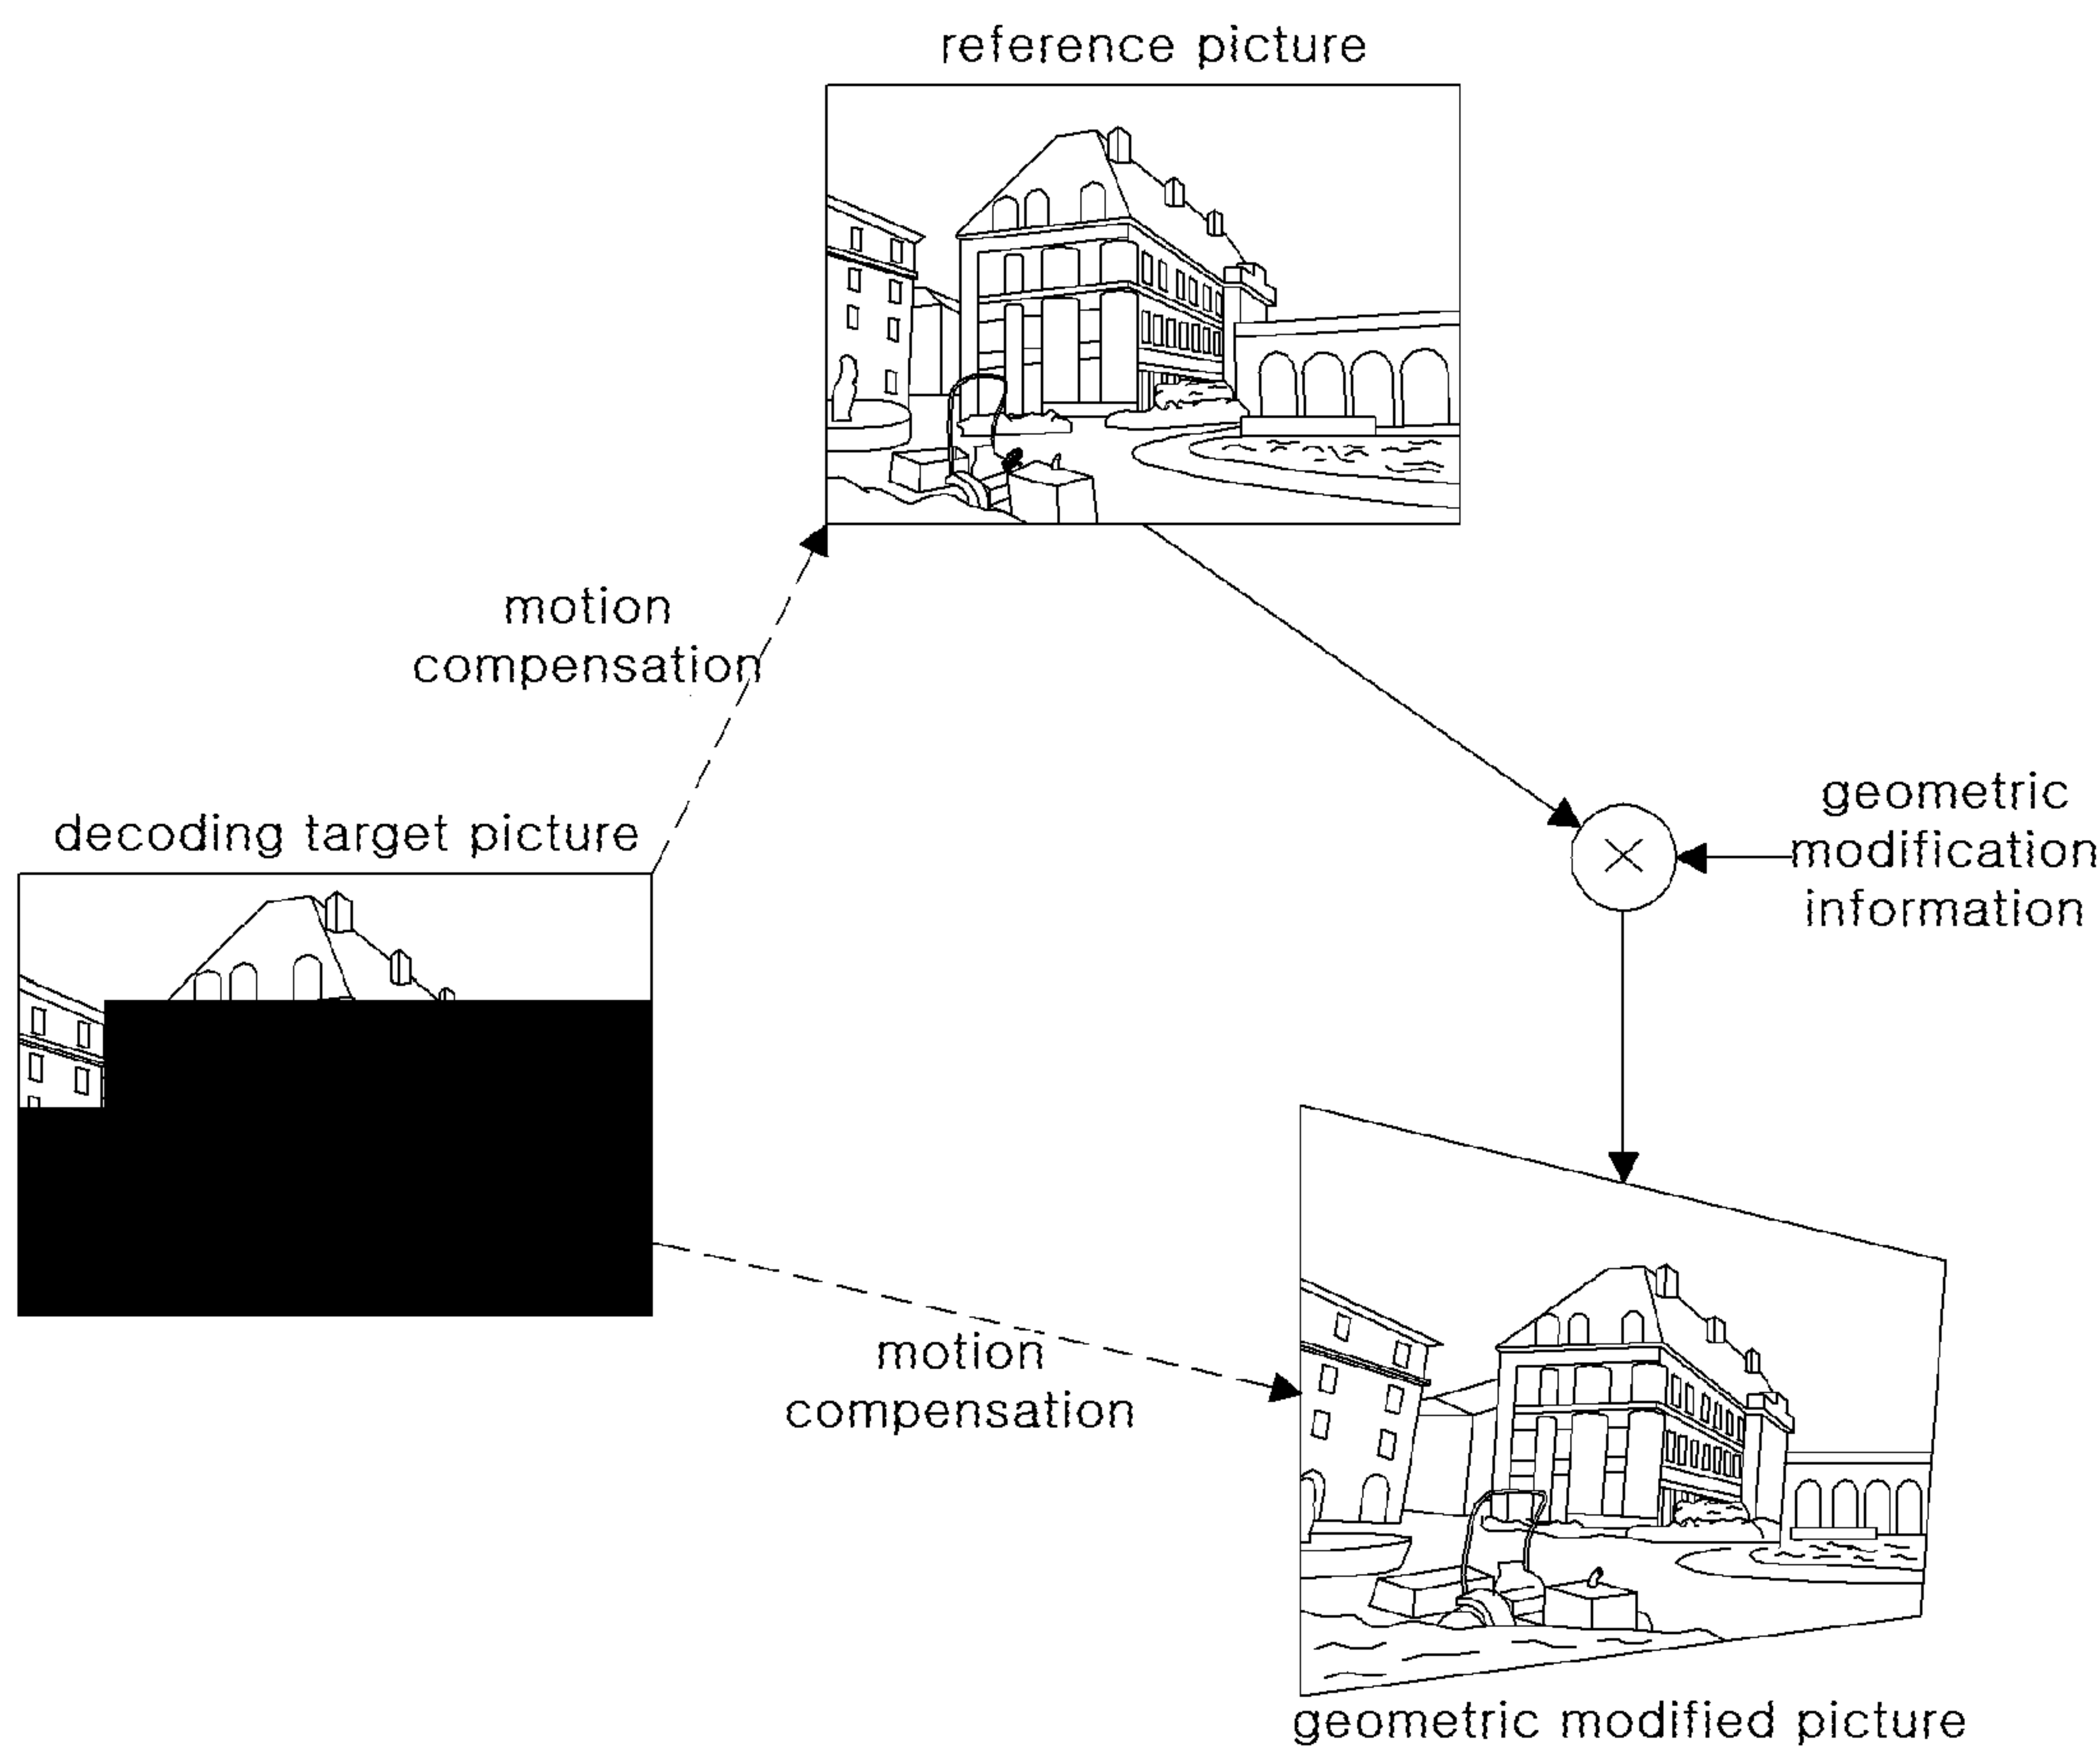 reference picture
motion
compensation
decoding target picture
geometric
modification
information
motion
compensation
geometric modified picture